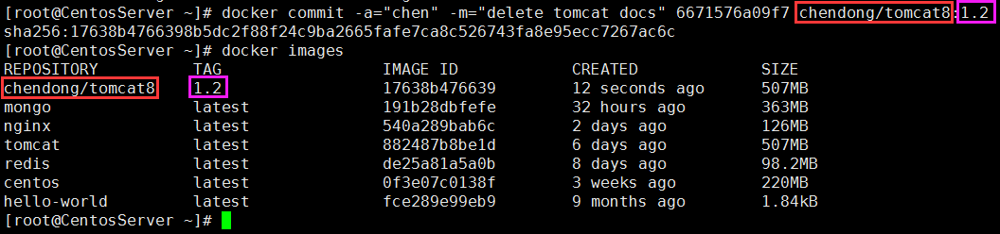 [root@CentosServer ~]# docker commit -a="chen" -m="delete tomcat docs" 6671576a09f7 chendong/tomcat8:1.2
sha256:17638b4766398b5dc2f88f24c9ba2665fafe7ca8c526743fa8e95ecc7267ac6c
[root@CentosServer ~]# docker images
REPOSITORY TAG IMAGE ID CREATED SIZE
chendong/tomcat8 1.2 17638b476639 12 seconds ago 507MB
mongo latest 191b28dbfefe 32 hours ago 363MB
nginx latest 540a289bab6c 2 days ago 126MB
tomcat latest 882487b8be1d 6 days ago 507MB
redis latest de25a81a5a0b 8 days ago 98.2MB
centos latest 0f3e07c0138f 3 weeks ago 220MB
hello-world latest fce289e99eb9 9 months ago 1.84kB
[root@CentosServer ~]#